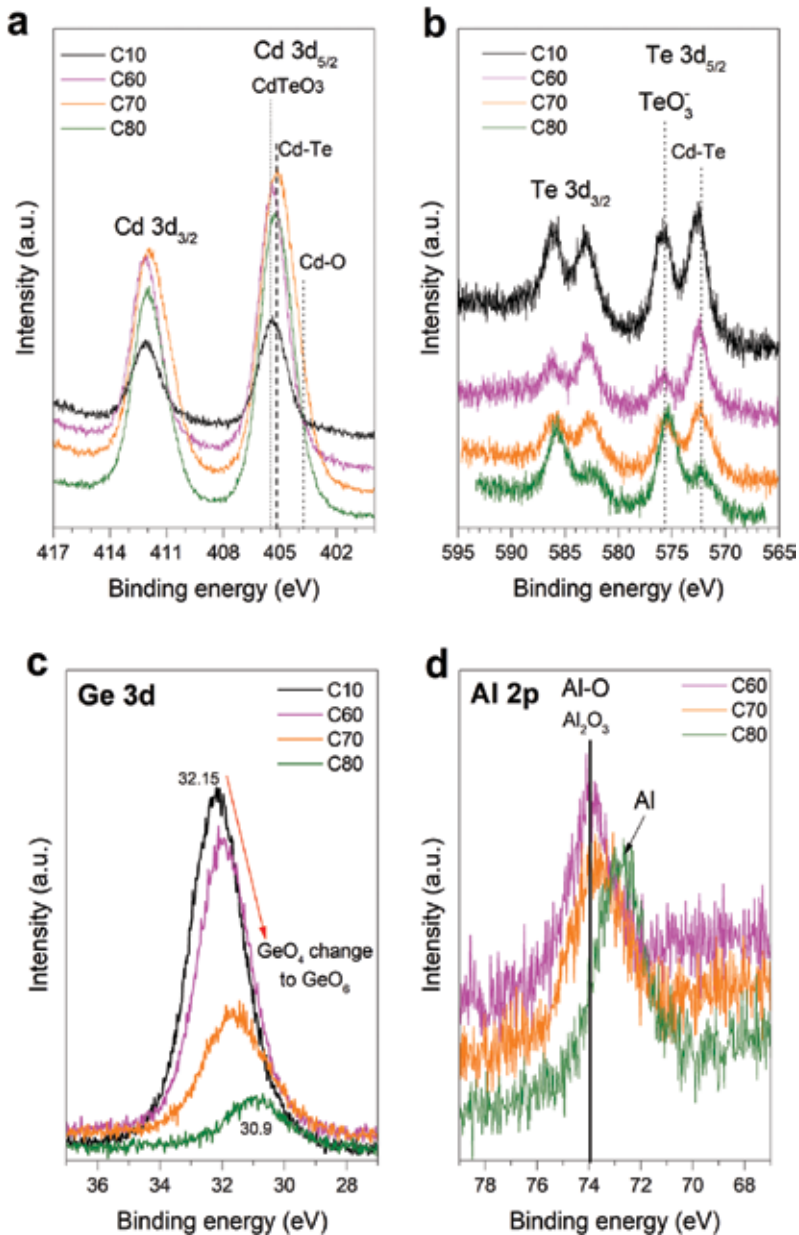 a
C10
C60
C70
C80
Cd 3d5/2
CdTeO3
Cd-Te
Cd 3d3/2
Cd-O
Intensity (a.u.)
417 411 408 405 402
Binding energy (eV)
b
C10
C60
C70
C80
Te 3d5/2
TeO3-
Cd-Te
Te 3d3/2
Intensity (a.u.)
595 590 585 580 575 570 565
Binding energy (eV)
c
Ge 3d
C10
C60
C70
C80
32.15
GeO4 change
to GeO6
30.9
Intensity (a.u.)
36 34 32 30 28
Binding energy (eV)
d
Al 2p
Al-O
Al2O3
C60
C70
C80
Al
Intensity (a.u.)
78 76 74 72 70 68
Binding energy (eV)